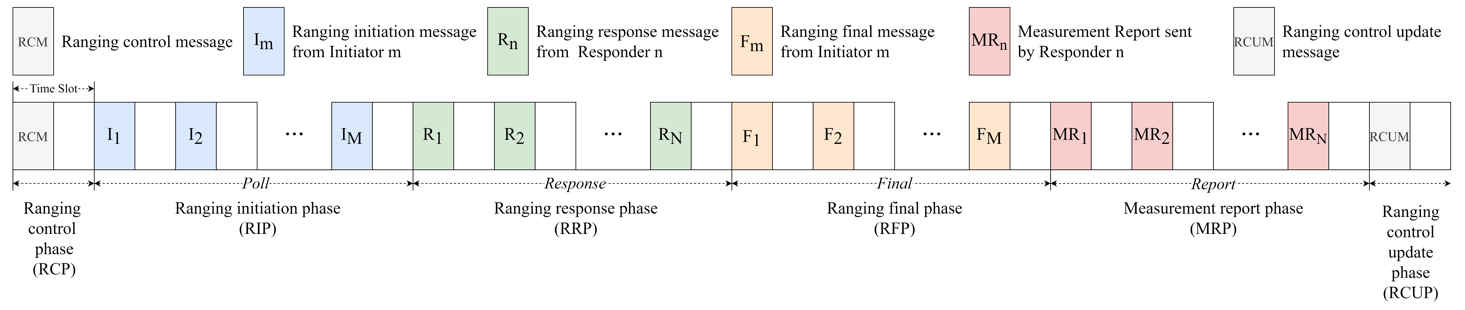 RCM
Ranging control message
Im
Ranging initiation message
from Initiator m
Rn
Ranging response message
from Responder n
Fm
Ranging final message
from Initiator m
MRn
Measurement Report sent
by Responder n
RCUM
Ranging control update
message
Time Slot
RCM
I1
I2
...
IM
R1
R2
...
RN
F1
F2
...
FM
MR1
MR2
...
MRN
RCUM
Poll
Response
Final
Report
Ranging
control
phase
(RCP)
Ranging initiation phase
(RIP)
Ranging response phase
(RRP)
Ranging final phase
(RFP)
Measurement report phase
(MRP)
Ranging
control
update
phase
(RCUP)